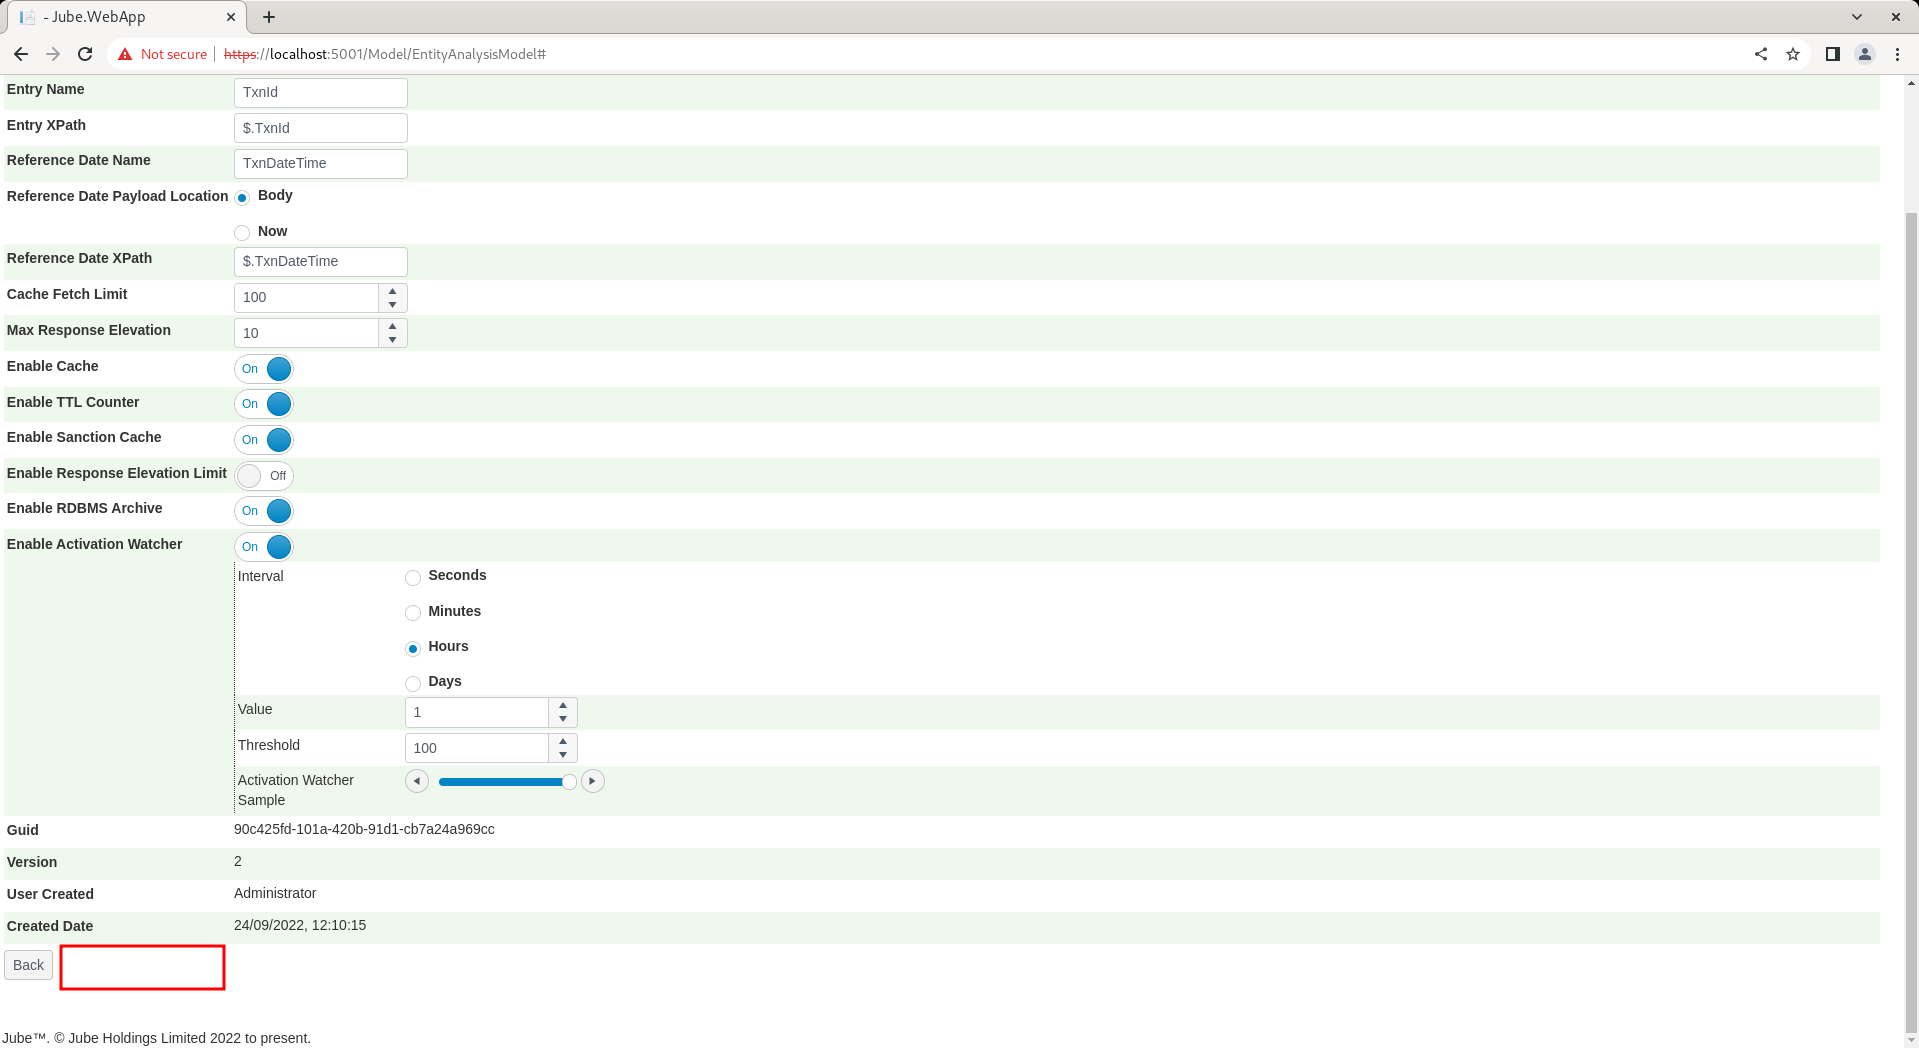 - Jube.WebApp
Not secure https://localhost:5001/Model/EntityAnalysisModel#
Entry Name TxnId
Entry XPath $.TxnId
Reference Date Name TxnDateTime
Reference Date Payload Location Body
Now
Reference Date XPath $.TxnDateTime
Cache Fetch Limit 100
Max Response Elevation 10
Enable Cache On
Enable TTL Counter On
Enable Sanction Cache On
Enable Response Elevation Limit Off
Enable RDBMS Archive On
Enable Activation Watcher On
Interval Seconds
Minutes
Hours
Days
Value 1
Threshold 100
Activation Watcher
Sample
Guid 90c425fd-101a-420b-91d1-cb7a24a969cc
Version 2
User Created Administrator
Created Date 24/09/2022, 12:10:15
Back
Jube™. © Jube Holdings Limited 2022 to present.